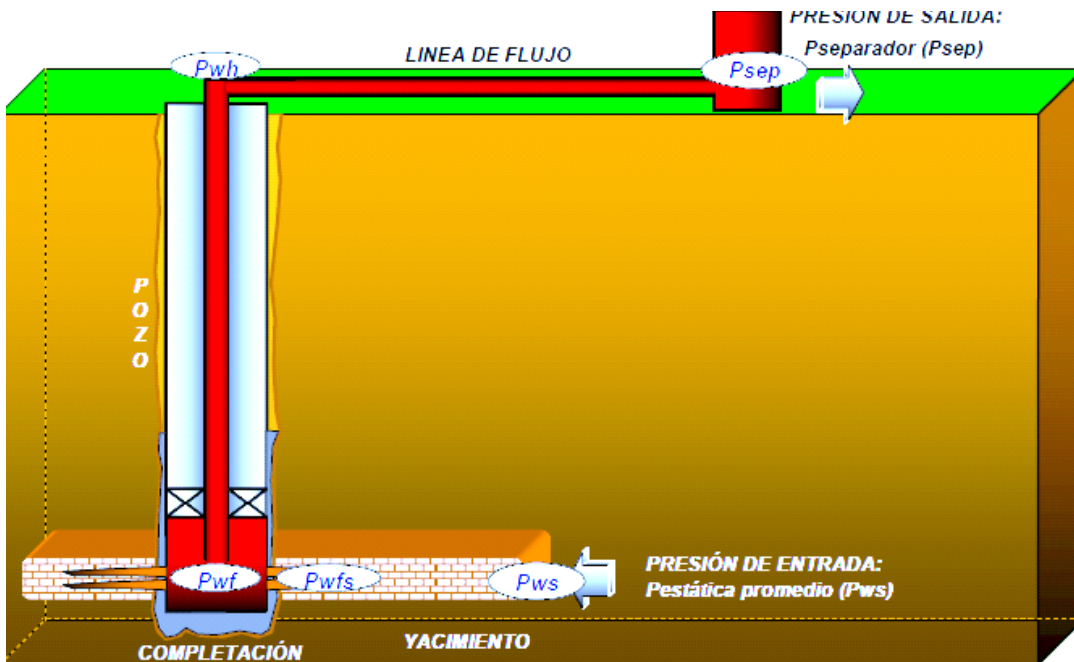 PRESIÓN DE SALIDA:
Pseparador (Psep)
LINEA DE FLUJO
Pwh
Psep
POZO
Pwf
Pwfs
Pws
PRESIÓN DE ENTRADA:
Pestática promedio (Pws)
YACIMIENTO
COMPLETACIÓN